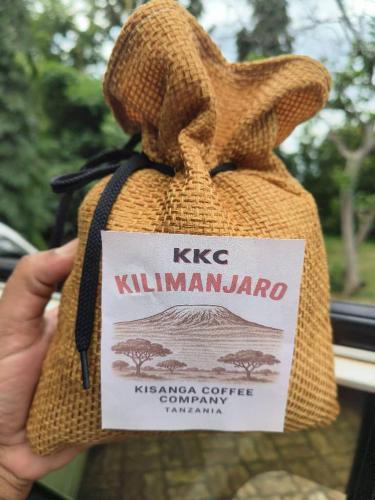 KKC
KILIMANJARO
KISANGA COFFEE
COMPANY
TANZANIA